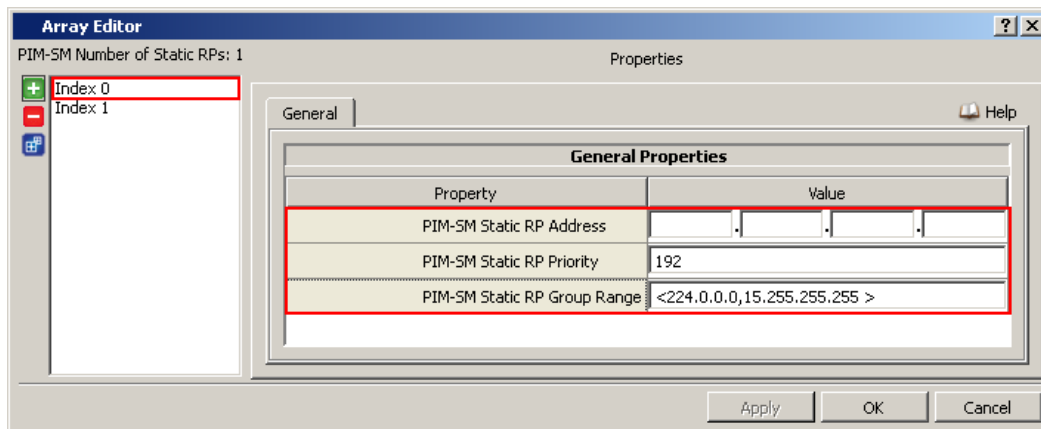 Array Editor
PIM-SM Number of Static RPs: 1
Properties
Index 0
Index 1
General
Help
General Properties
Property Value
PIM-SM Static RP Address . . .
PIM-SM Static RP Priority 192
PIM-SM Static RP Group Range <224.0.0.0,15.255.255.255 >
Apply OK Cancel